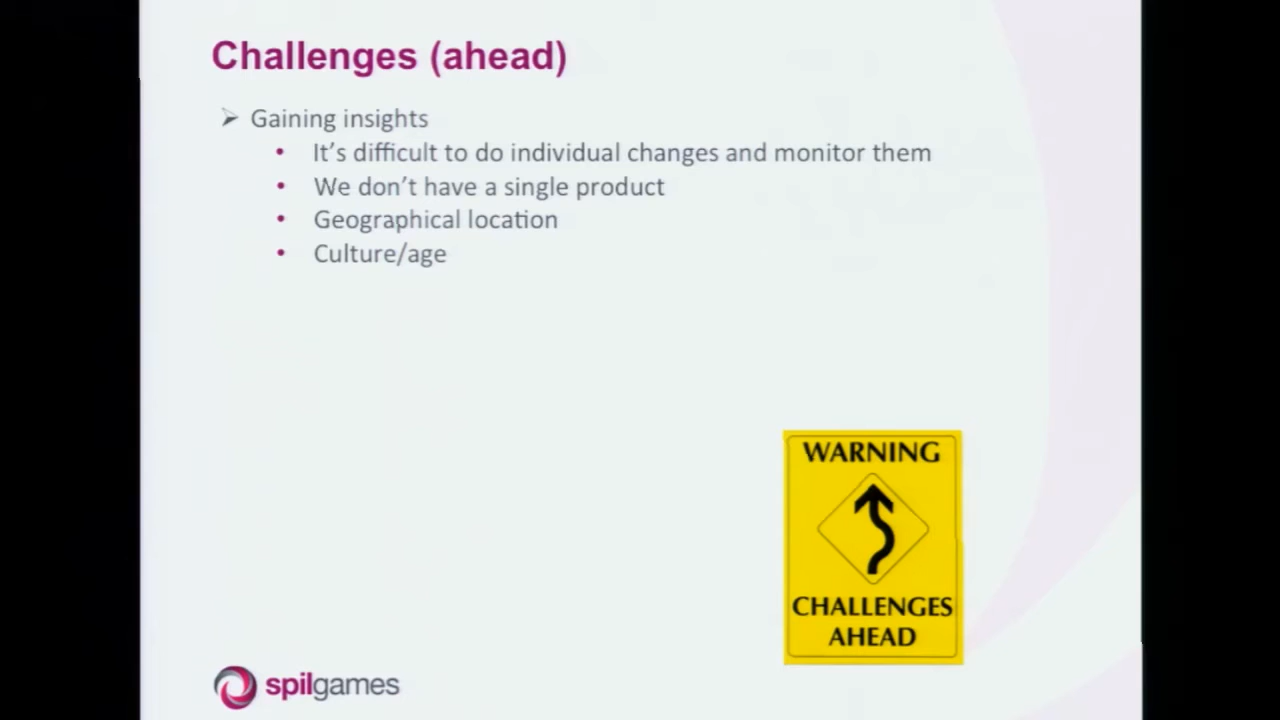 Challenges (ahead)
➢ Gaining insights
• It's difficult to do individual changes and monitor them
• We don't have a single product
• Geographical location
• Culture/age
WARNING
CHALLENGES
AHEAD
spilgames